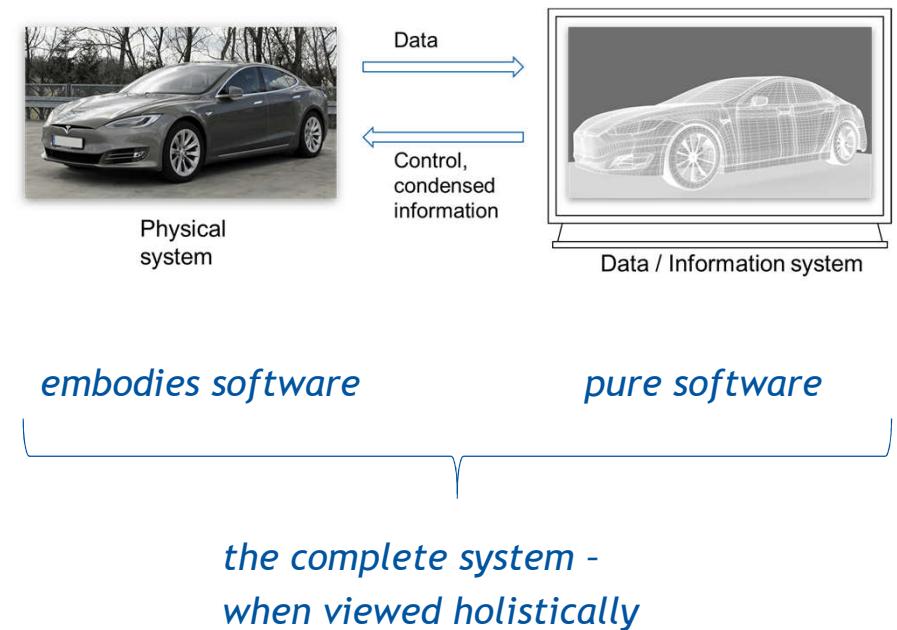 Data
Control,
condensed
information
Physical
system
Data / Information system
embodies software
pure software
the complete system –
when viewed holistically